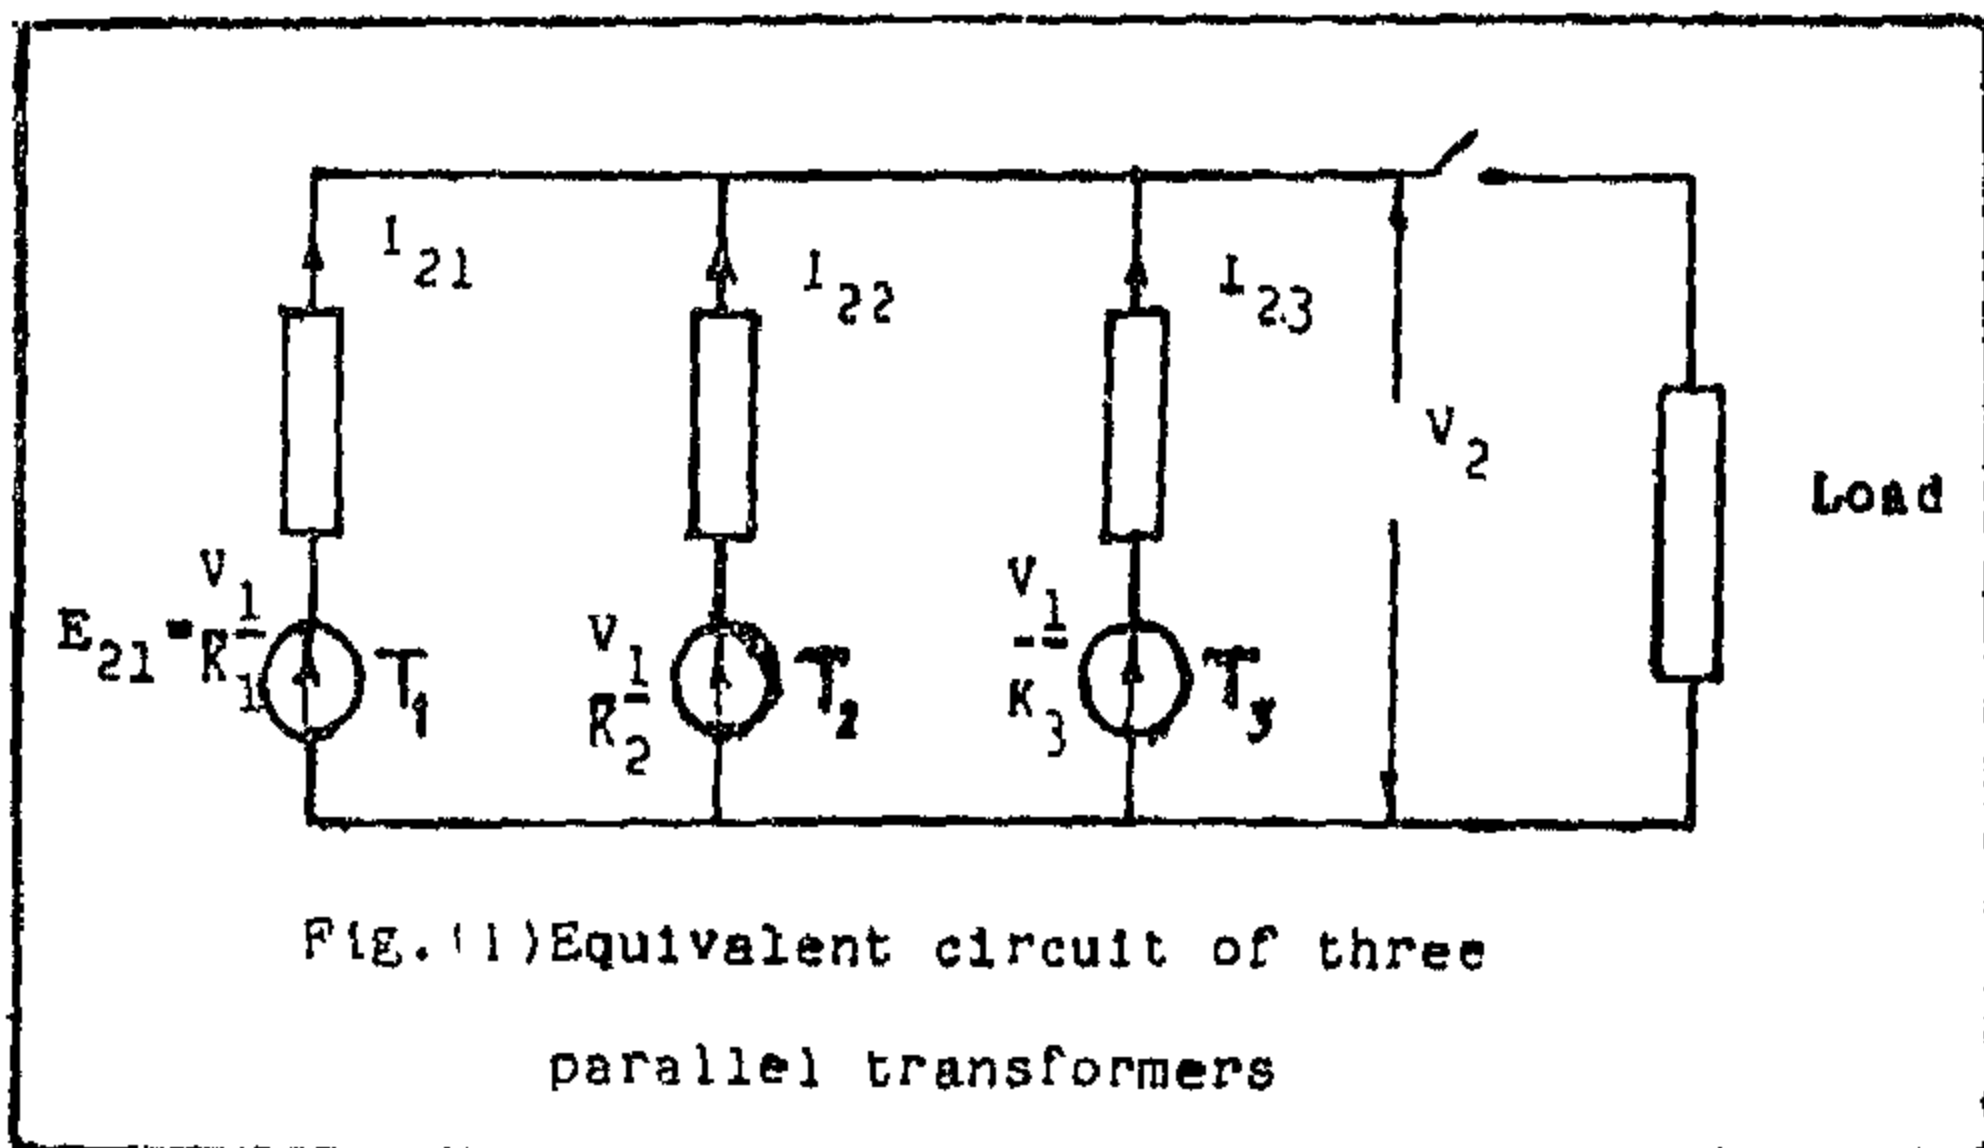 I21
I22
I23
V2
Load
E21=V1/K1
T1
V1/K2
T2
V1/K3
T3
Fig.(1)Equivalent circuit of three
parallel transformers